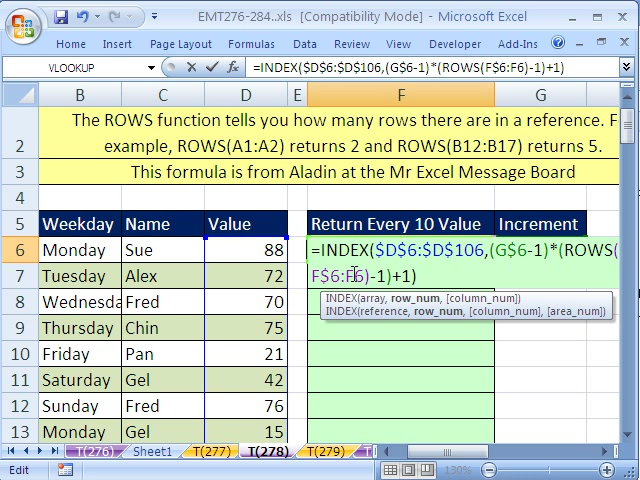 EMT276-284..xls [Compatibility Mode] - Microsoft Excel
Home Insert Page Layout Formulas Data Review View Developer Add-Ins
VLOOKUP =INDEX($D$6:$D$106,(G$6-1)*(ROWS(F$6:F6)-1)+1)
B C D E F G
2 The ROWS function tells you how many rows there are in a reference. F
example, ROWS(A1:A2) returns 2 and ROWS(B12:B17) returns 5.
3 This formula is from Aladin at the Mr Excel Message Board
4
5 Weekday Name Value Return Every 10 Value Increment
6 Monday Sue 88 =INDEX($D$6:$D$106,(G$6-1)*(ROWS(
7 Tuesday Alex 72 F$6:F6)-1)+1)
INDEX(array, row_num, [column_num])
INDEX(reference, row_num, [column_num], [area_num])
8 Wednesda Fred 70
9 Thursday Chin 75
10 Friday Pan 21
11 Saturday Gel 42
12 Sunday Fred 76
13 Monday Gel 15
T(276) Sheet1 T(277) T(278) T(279)
Edit 130%